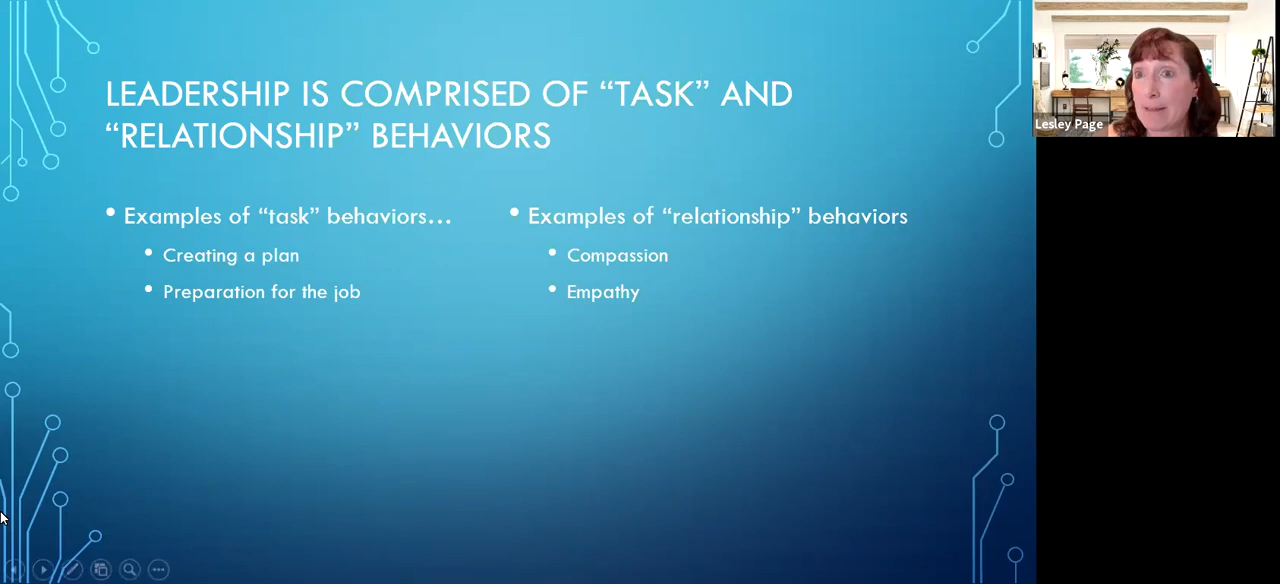 LEADERSHIP IS COMPRISED OF “TASK” AND
“RELATIONSHIP” BEHAVIORS
• Examples of “task” behaviors…
• Creating a plan
• Preparation for the job
• Examples of “relationship” behaviors
• Compassion
• Empathy
Lesley Page